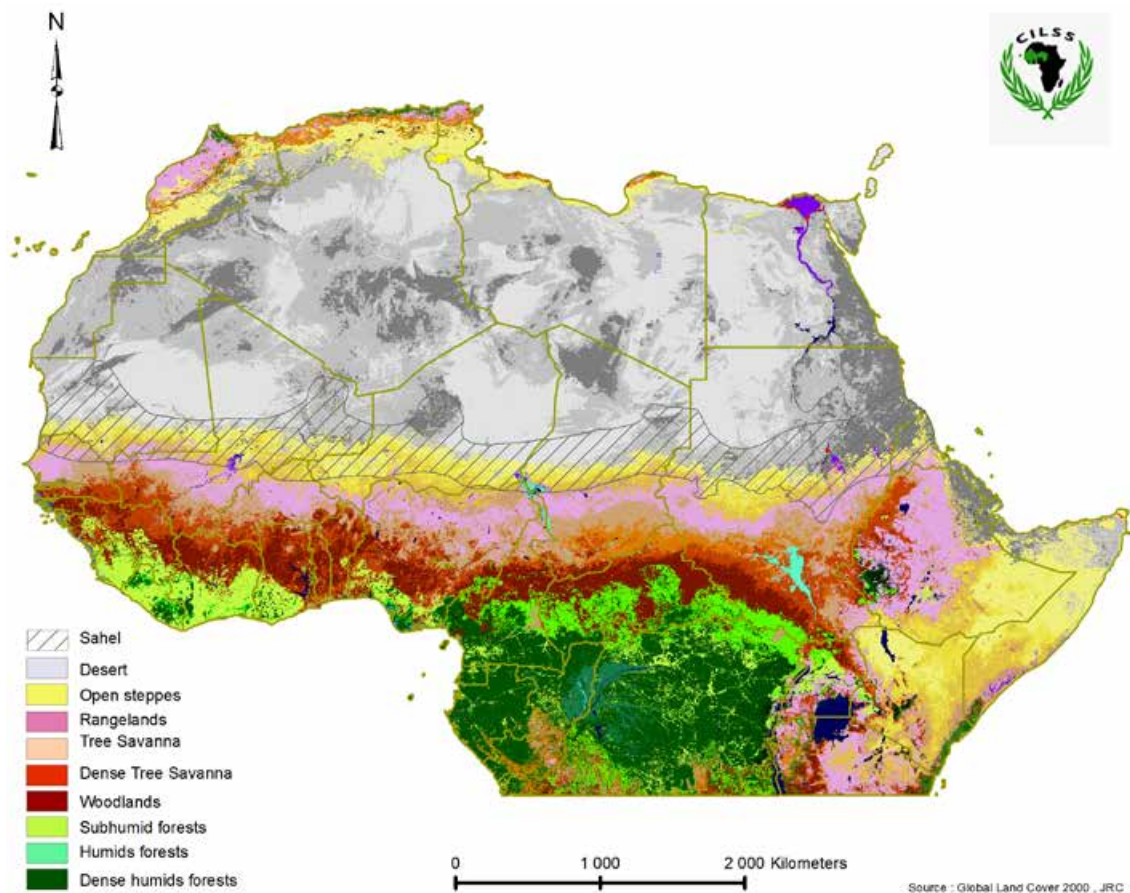 N
CILSS
Sahel
Desert
Open steppes
Rangelands
Tree Savanna
Dense Tree Savanna
Woodlands
Subhumid forests
Humids forests
Dense humids forests
0 1 000 2 000 Kilometers
Source : Global Land Cover 2000 , JRC